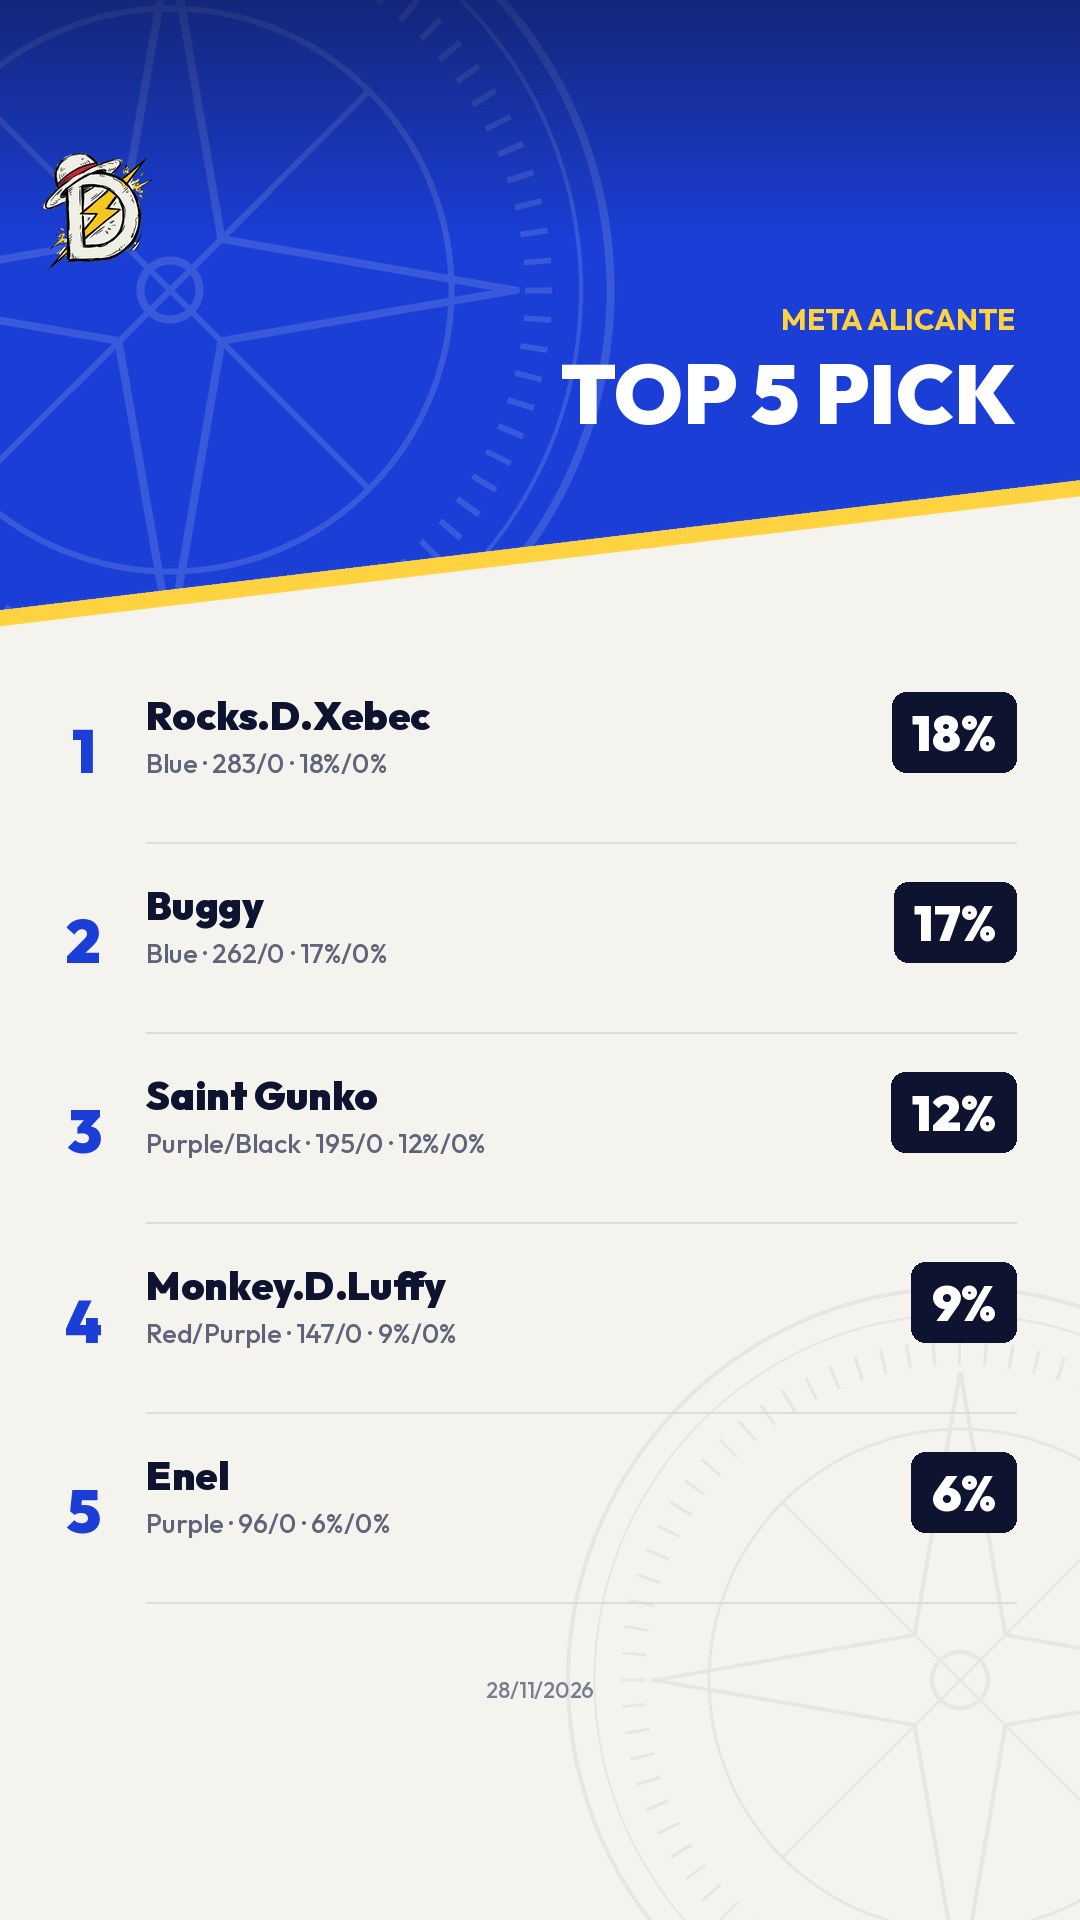 D
META ALICANTE
TOP 5 PICK
1
Rocks.D.Xebec
Blue · 283/0 · 18%/0%
18%
2
Buggy
Blue · 262/0 · 17%/0%
17%
3
Saint Gunko
Purple/Black · 195/0 · 12%/0%
12%
4
Monkey.D.Luffy
Red/Purple · 147/0 · 9%/0%
9%
5
Enel
Purple · 96/0 · 6%/0%
6%
28/11/2026